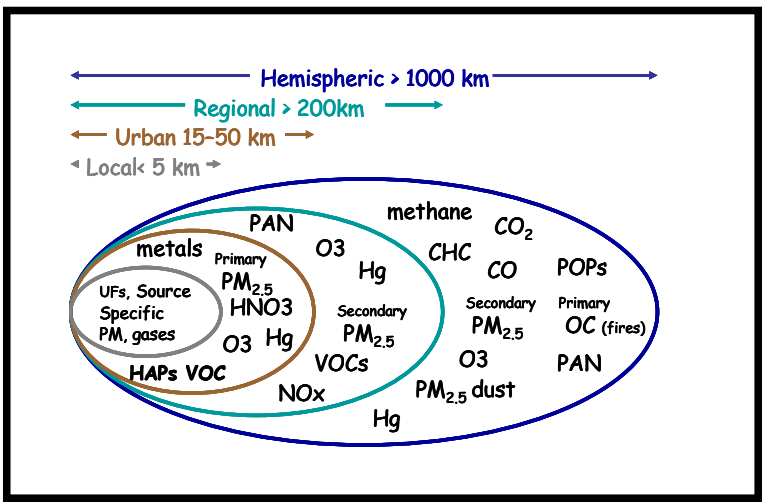 Hemispheric > 1000 km
Regional > 200km
Urban 15-50 km
Local< 5 km
methane
PAN
CO2
metals
O3
CHC
Primary
PM2.5
Hg
CO
POPs
UFs, Source
Specific
PM, gases
HNO3
Secondary
PM2.5
Secondary
PM2.5
Primary
OC (fires)
O3
Hg
VOCs
O3
PAN
HAPs VOC
NOx
PM2.5 dust
Hg